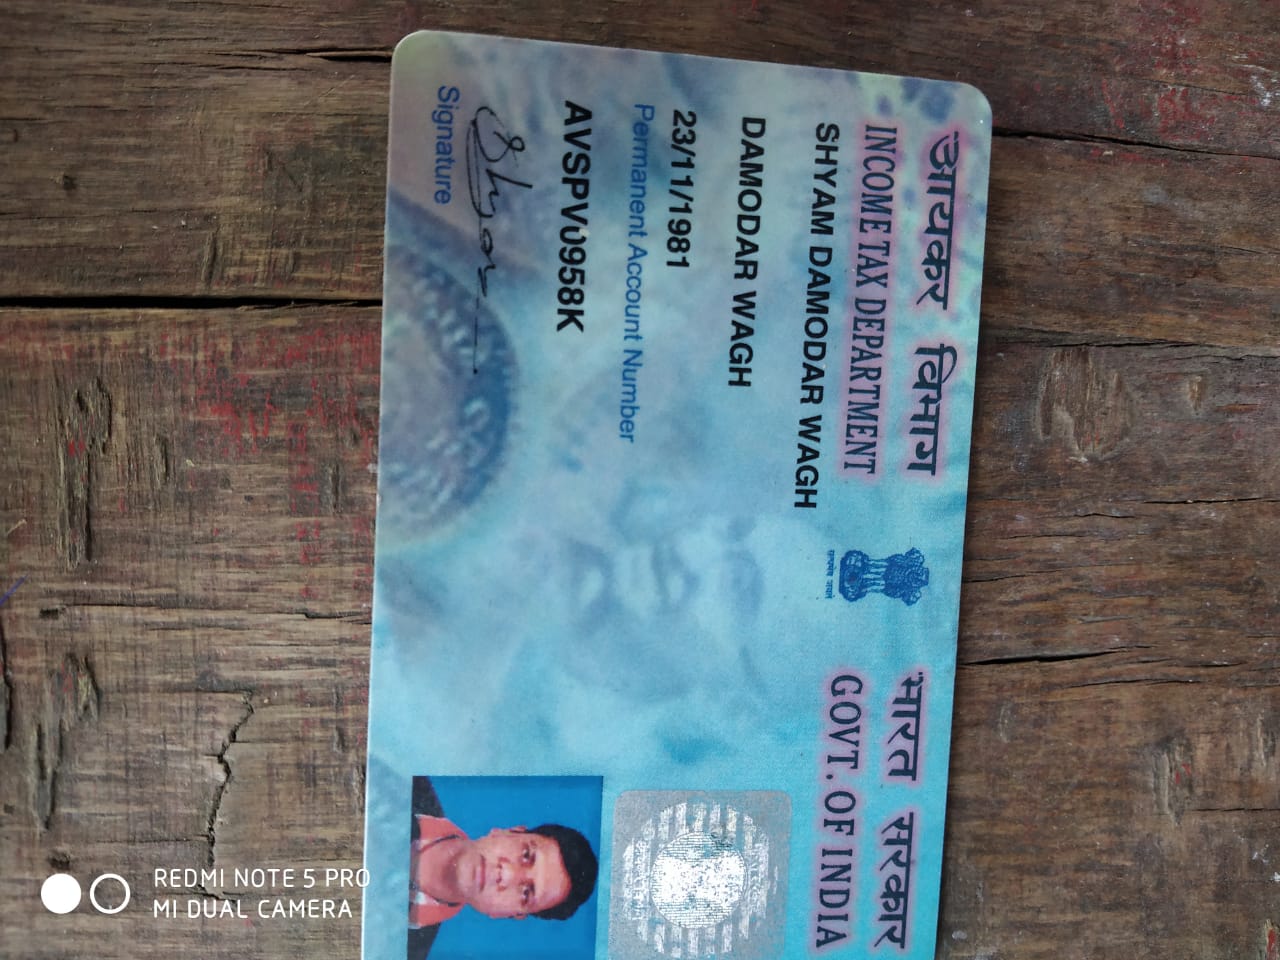 आयकर विभाग
INCOME TAX DEPARTMENT
भारत सरकार
GOVT. OF INDIA
सत्यमेव जयते
SHYAM DAMODAR WAGH
DAMODAR WAGH
23/11/1981
Permanent Account Number
AVSPV0958K
Shyam
Signature
REDMI NOTE 5 PRO
MI DUAL CAMERA